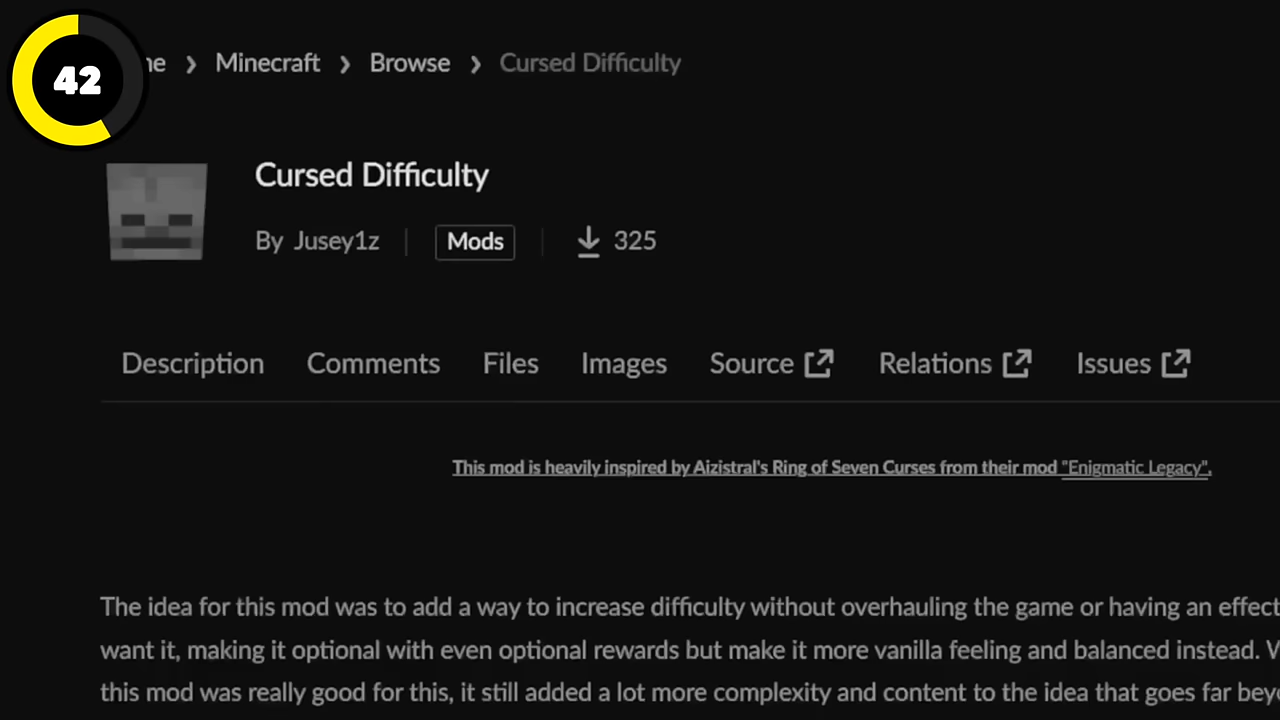 42
ne > Minecraft > Browse > Cursed Difficulty
Cursed Difficulty
By Jusey1z | Mods | 325
Description Comments Files Images Source Relations Issues
This mod is heavily inspired by Aizistral's Ring of Seven Curses from their mod "Enigmatic Legacy".
The idea for this mod was to add a way to increase difficulty without overhauling the game or having an effect
want it, making it optional with even optional rewards but make it more vanilla feeling and balanced instead.
this mod was really good for this, it still added a lot more complexity and content to the idea that goes far